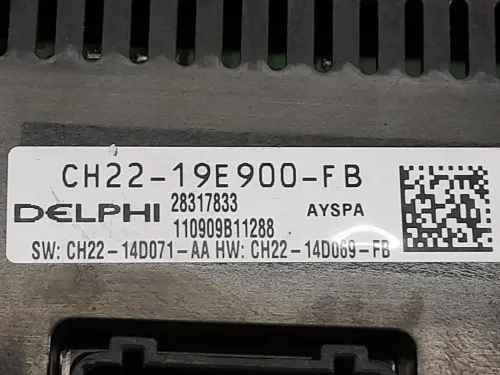 CH22-19E900-FB
DELPHI 28317833 AYSPA
110909B11288
SW: CH22-14D071-AA HW: CH22-14D069-FB